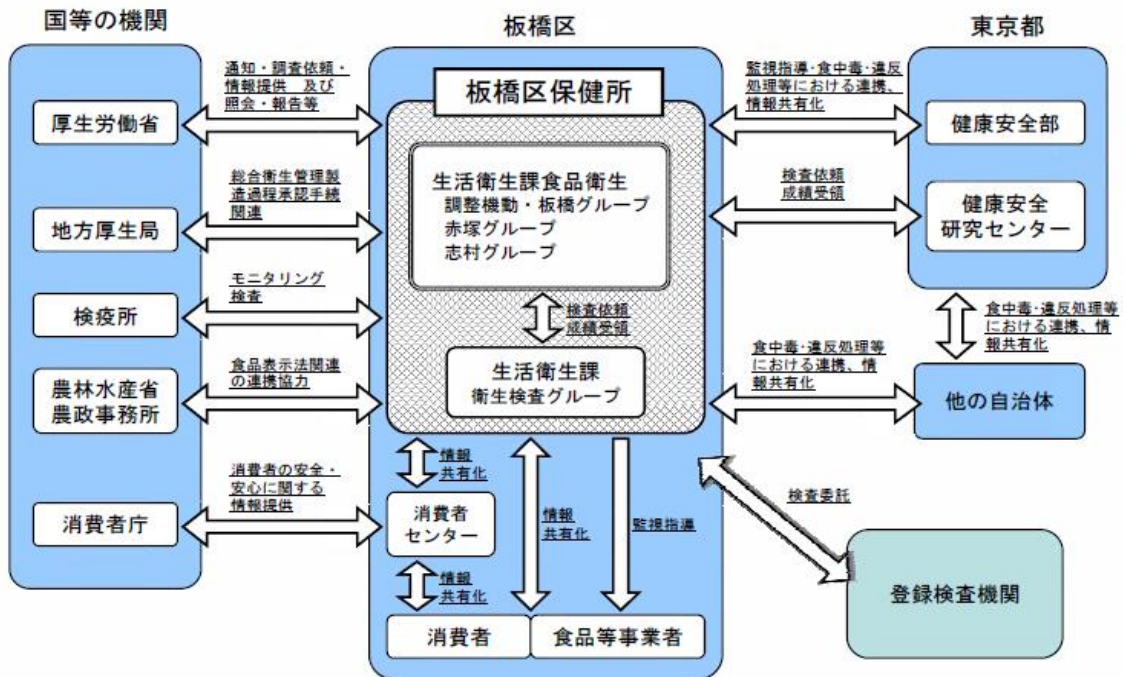 国等の機関
板橋区
東京都
通知・調査依頼・
情報提供　及び
照会・報告等
厚生労働省
総合衛生管理製
造過程承認手続
関連
地方厚生局
モニタリング
検査
検疫所
食品表示法関連
の連携協力
農林水産省
農政事務所
消費者の安全・
安心に関する
情報提供
消費者庁
板橋区保健所
生活衛生課食品衛生
調整機動・板橋グループ
赤塚グループ
志村グループ
検査依頼
成績受領
生活衛生課
衛生検査グループ
情報
共有化
消費者
センター
情報
共有化
情報
共有化
監視指導
消費者
食品等事業者
監視指導・食中毒・違反
処理等における連携、
情報共有化
健康安全部
検査依頼
成績受領
健康安全
研究センター
食中毒・違反処理等
における連携、情
報共有化
食中毒・違反処理等
における連携、情
報共有化
他の自治体
検査委託
登録検査機関